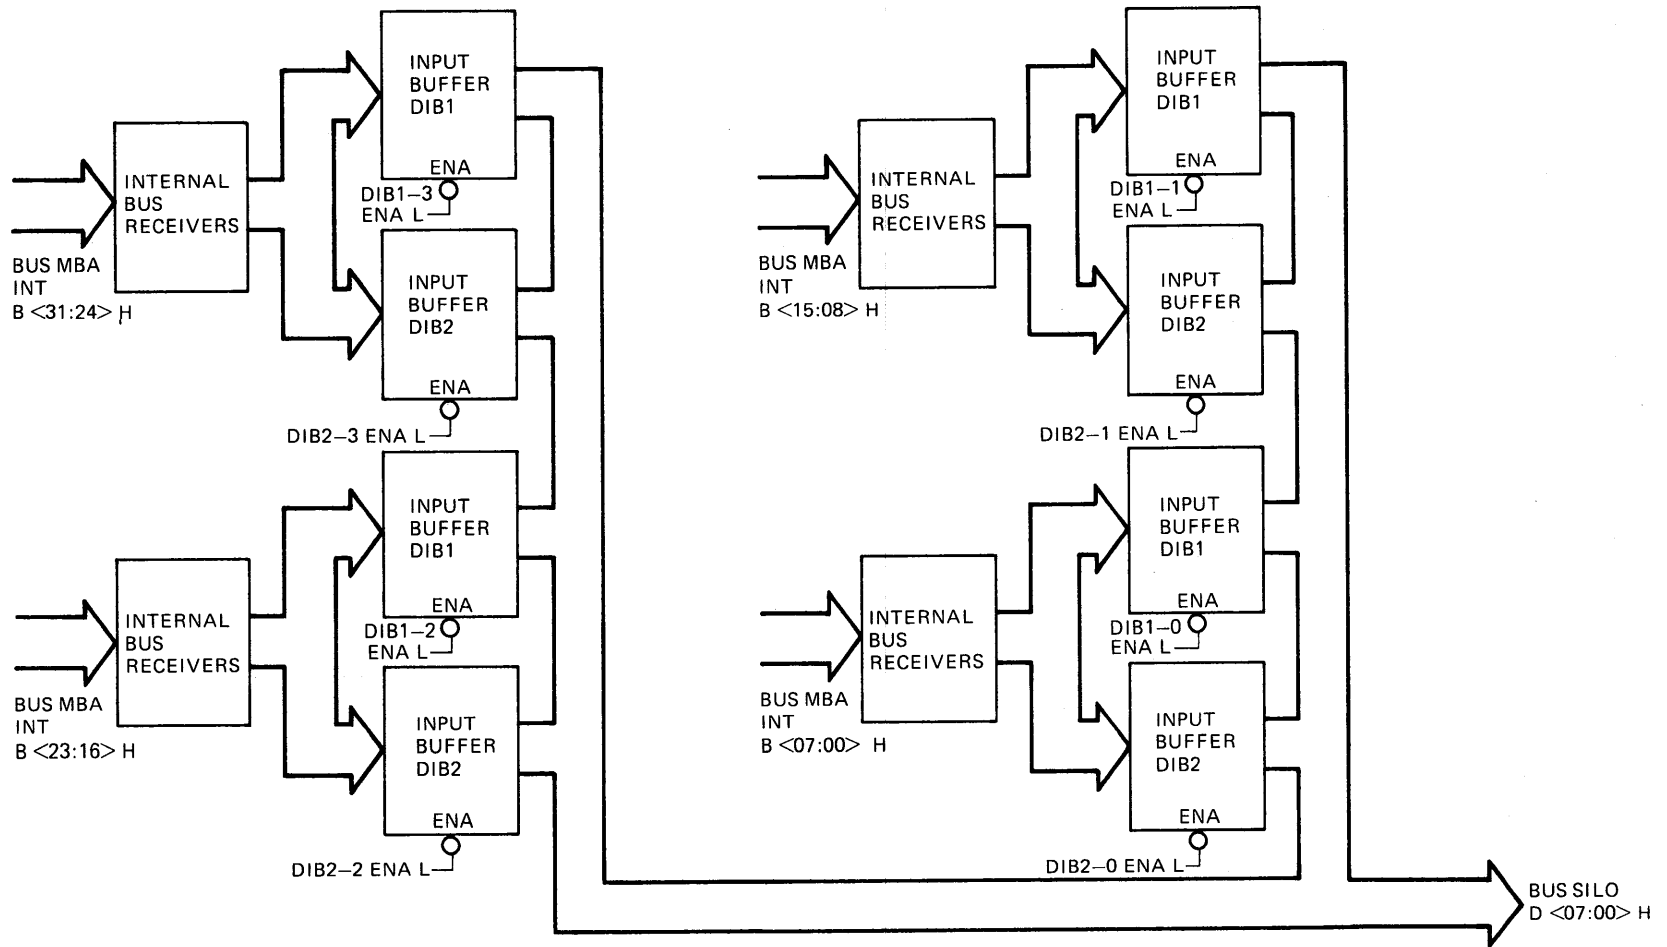 INPUT
BUFFER
DIB1
ENA
DIB1–3
ENA L
INTERNAL
BUS
RECEIVERS
BUS MBA
INT
B <31:24> H
INPUT
BUFFER
DIB2
ENA
DIB2–3 ENA L
INPUT
BUFFER
DIB1
ENA
DIB1–2
ENA L
INTERNAL
BUS
RECEIVERS
BUS MBA
INT
B <23:16> H
INPUT
BUFFER
DIB2
ENA
DIB2–2 ENA L
INPUT
BUFFER
DIB1
ENA
DIB1–1
ENA L
INTERNAL
BUS
RECEIVERS
BUS MBA
INT
B <15:08> H
INPUT
BUFFER
DIB2
ENA
DIB2–1 ENA L
INPUT
BUFFER
DIB1
ENA
DIB1–0
ENA L
INTERNAL
BUS
RECEIVERS
BUS MBA
INT
B <07:00> H
INPUT
BUFFER
DIB2
ENA
DIB2–0 ENA L
BUS SILO
D <07:00> H